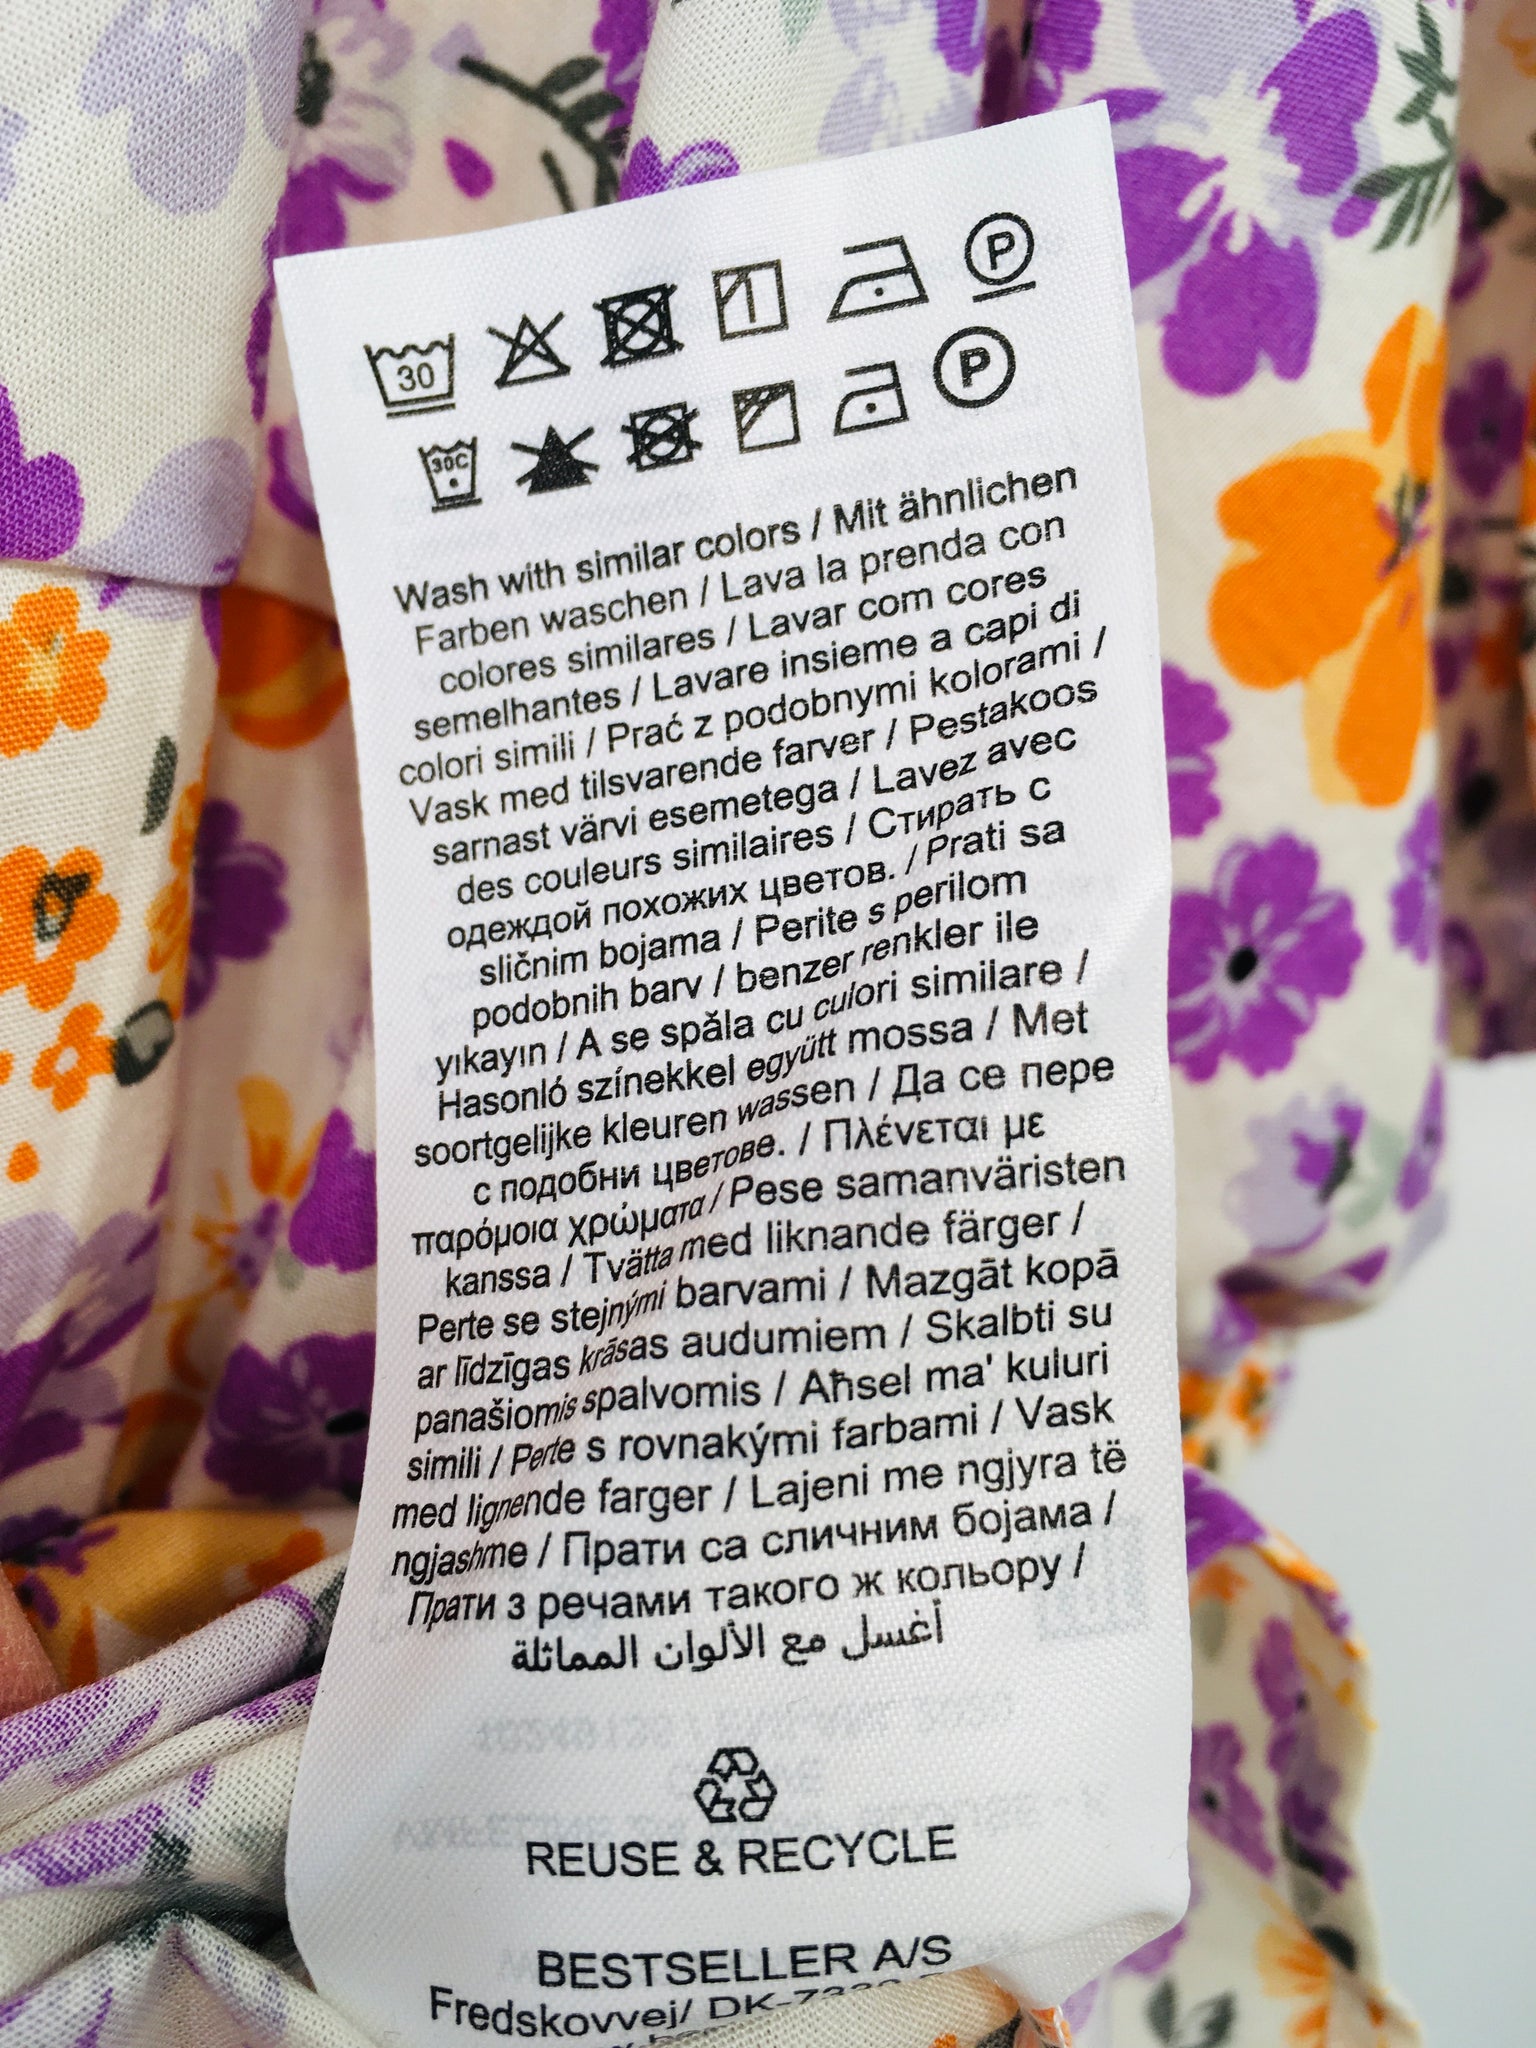 30
P
30C
P
Wash with similar colors / Mit ähnlichen
Farben waschen / Lava la prenda con
colores similares / Lavar com cores
semelhantes / Lavare insieme a capi di
colori simili / Prać z podobnymi kolorami /
Vask med tilsvarende farver / Pestakoos
sarnast värvi esemetega / Lavez avec
des couleurs similaires / Стирать с
одеждой похожих цветов. / Prati sa
sličnim bojama / Perite s perilom
podobnih barv / benzer renkler ile
yıkayın / A se spăla cu culori similare /
Hasonló színekkel együtt mossa / Met
soortgelijke kleuren wassen / Да се пере
с подобни цветове. / Πλένεται με
παρόμοια χρώματα / Pese samanväristen
kanssa / Tvätta med liknande färger /
Perte se stejnými barvami / Mazgāt kopā
ar līdzīgas krāsas audumiem / Skalbti su
panašiomis spalvomis / Aħsel ma' kuluri
simili / Perte s rovnakými farbami / Vask
med lignende farger / Lajeni me ngjyra të
ngjashme / Прати са сличним бојама /
Прати з речами такого ж кольору /
أغسل مع الألوان المماثلة
REUSE & RECYCLE
BESTSELLER A/S
Fredskovvej/ DK-7330